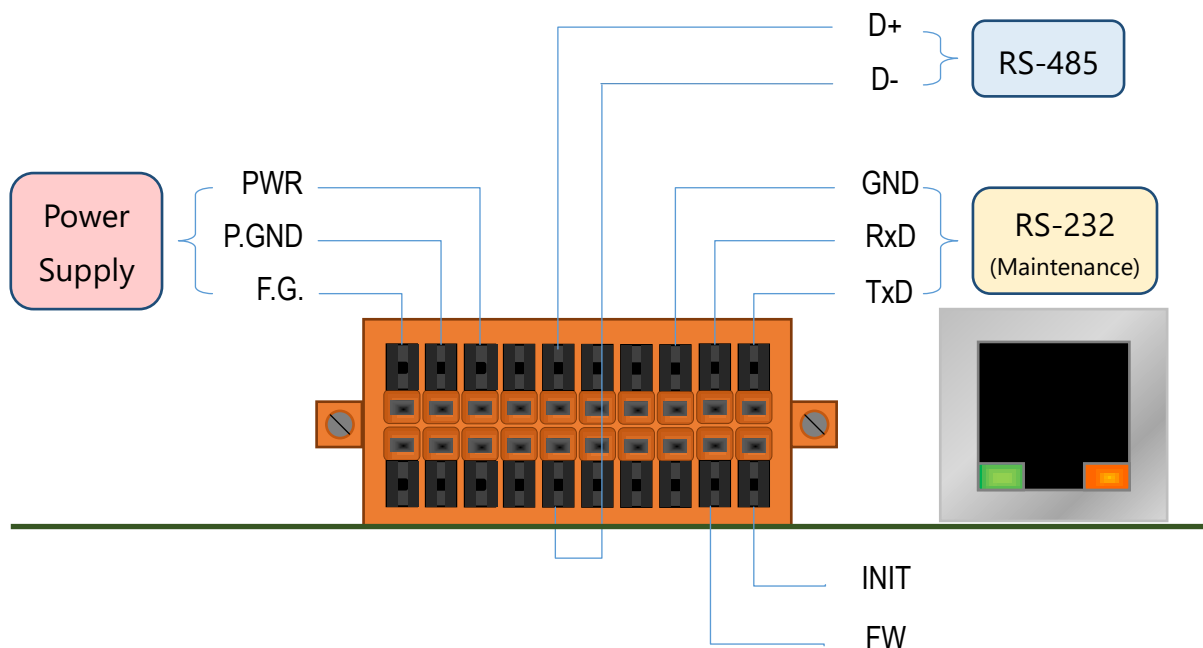 D+
D-
RS-485
Power
Supply
PWR
P.GND
F.G.
GND
RxD
TxD
RS-232
(Maintenance)
INIT
FW